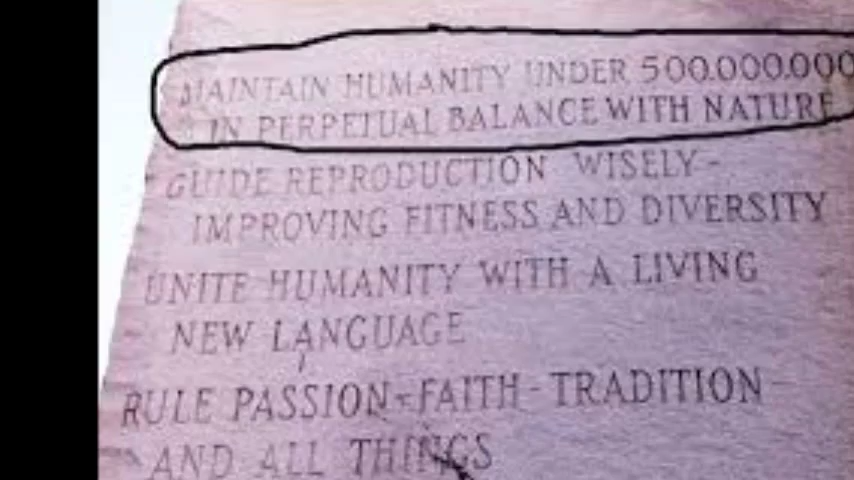 MAINTAIN HUMANITY UNDER 500.000.000
IN PERPETUAL BALANCE WITH NATURE
GUIDE REPRODUCTION WISELY-
IMPROVING FITNESS AND DIVERSITY
UNITE HUMANITY WITH A LIVING
NEW LANGUAGE
RULE PASSION-FAITH-TRADITION-
AND ALL THINGS